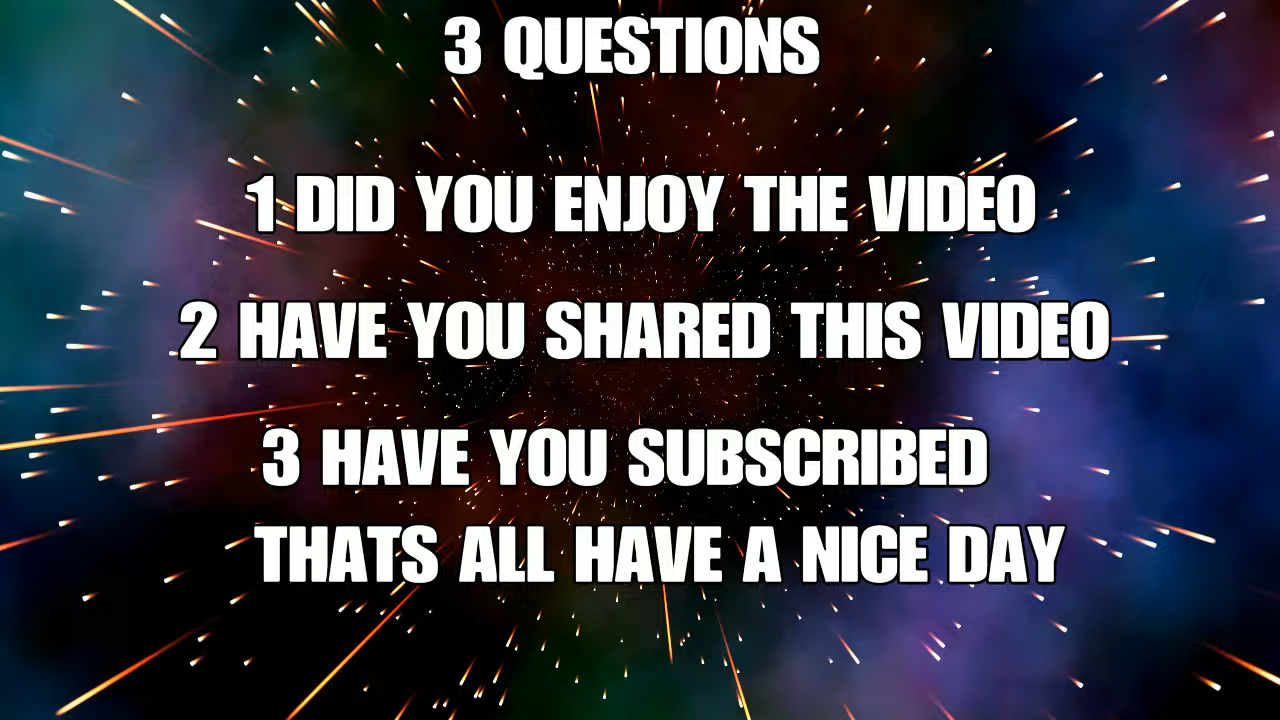 3 QUESTIONS
1 DID YOU ENJOY THE VIDEO
2 HAVE YOU SHARED THIS VIDEO
3 HAVE YOU SUBSCRIBED
THATS ALL HAVE A NICE DAY